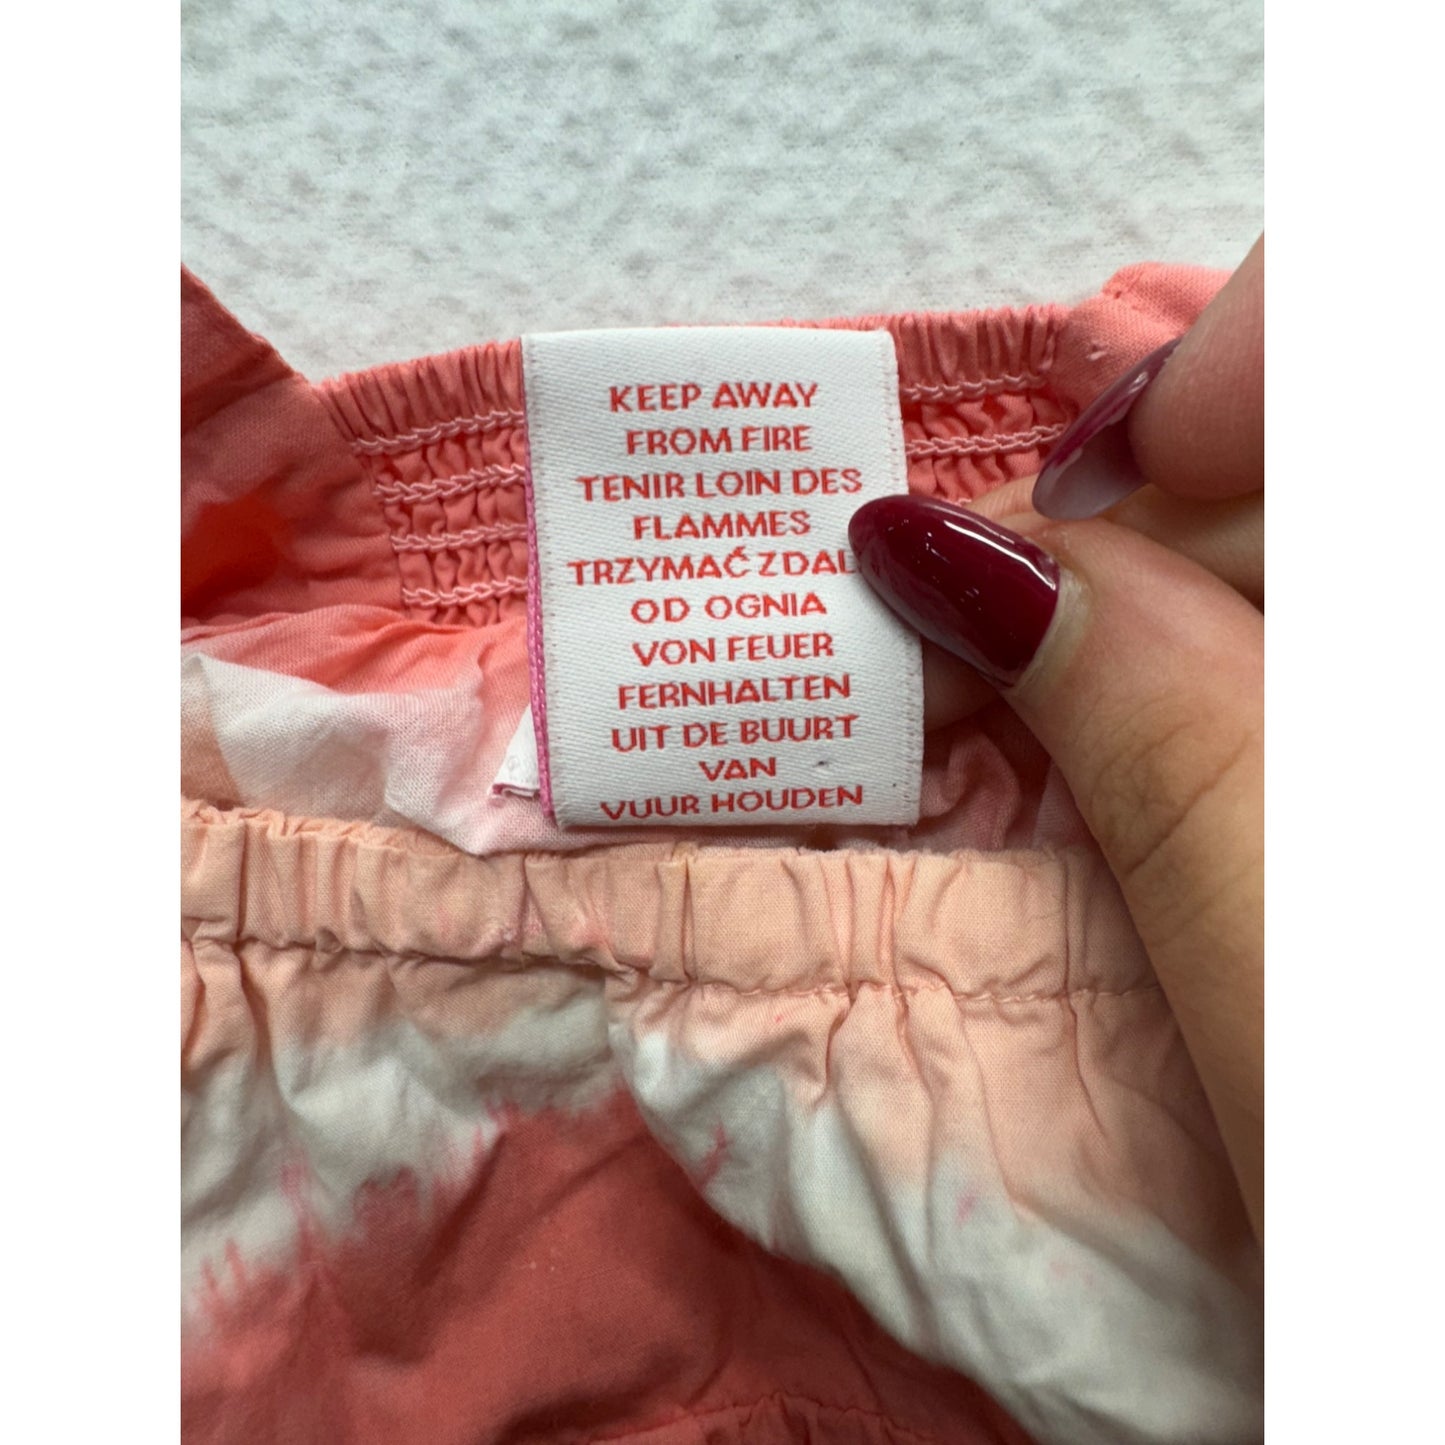 KEEP AWAY
FROM FIRE
TENIR LOIN DES
FLAMMES
TRZYMAĆ
OD OGNIA
VON FEUER
FERNHALTEN
UIT DE BUURT
VAN
VUUR HOUDEN